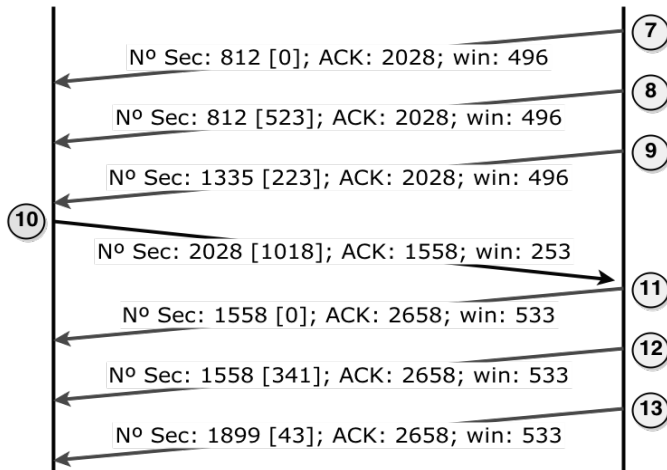 7
Nº Sec: 812 [0]; ACK: 2028; win: 496
8
Nº Sec: 812 [523]; ACK: 2028; win: 496
9
Nº Sec: 1335 [223]; ACK: 2028; win: 496
10
Nº Sec: 2028 [1018]; ACK: 1558; win: 253
11
Nº Sec: 1558 [0]; ACK: 2658; win: 533
12
Nº Sec: 1558 [341]; ACK: 2658; win: 533
13
Nº Sec: 1899 [43]; ACK: 2658; win: 533